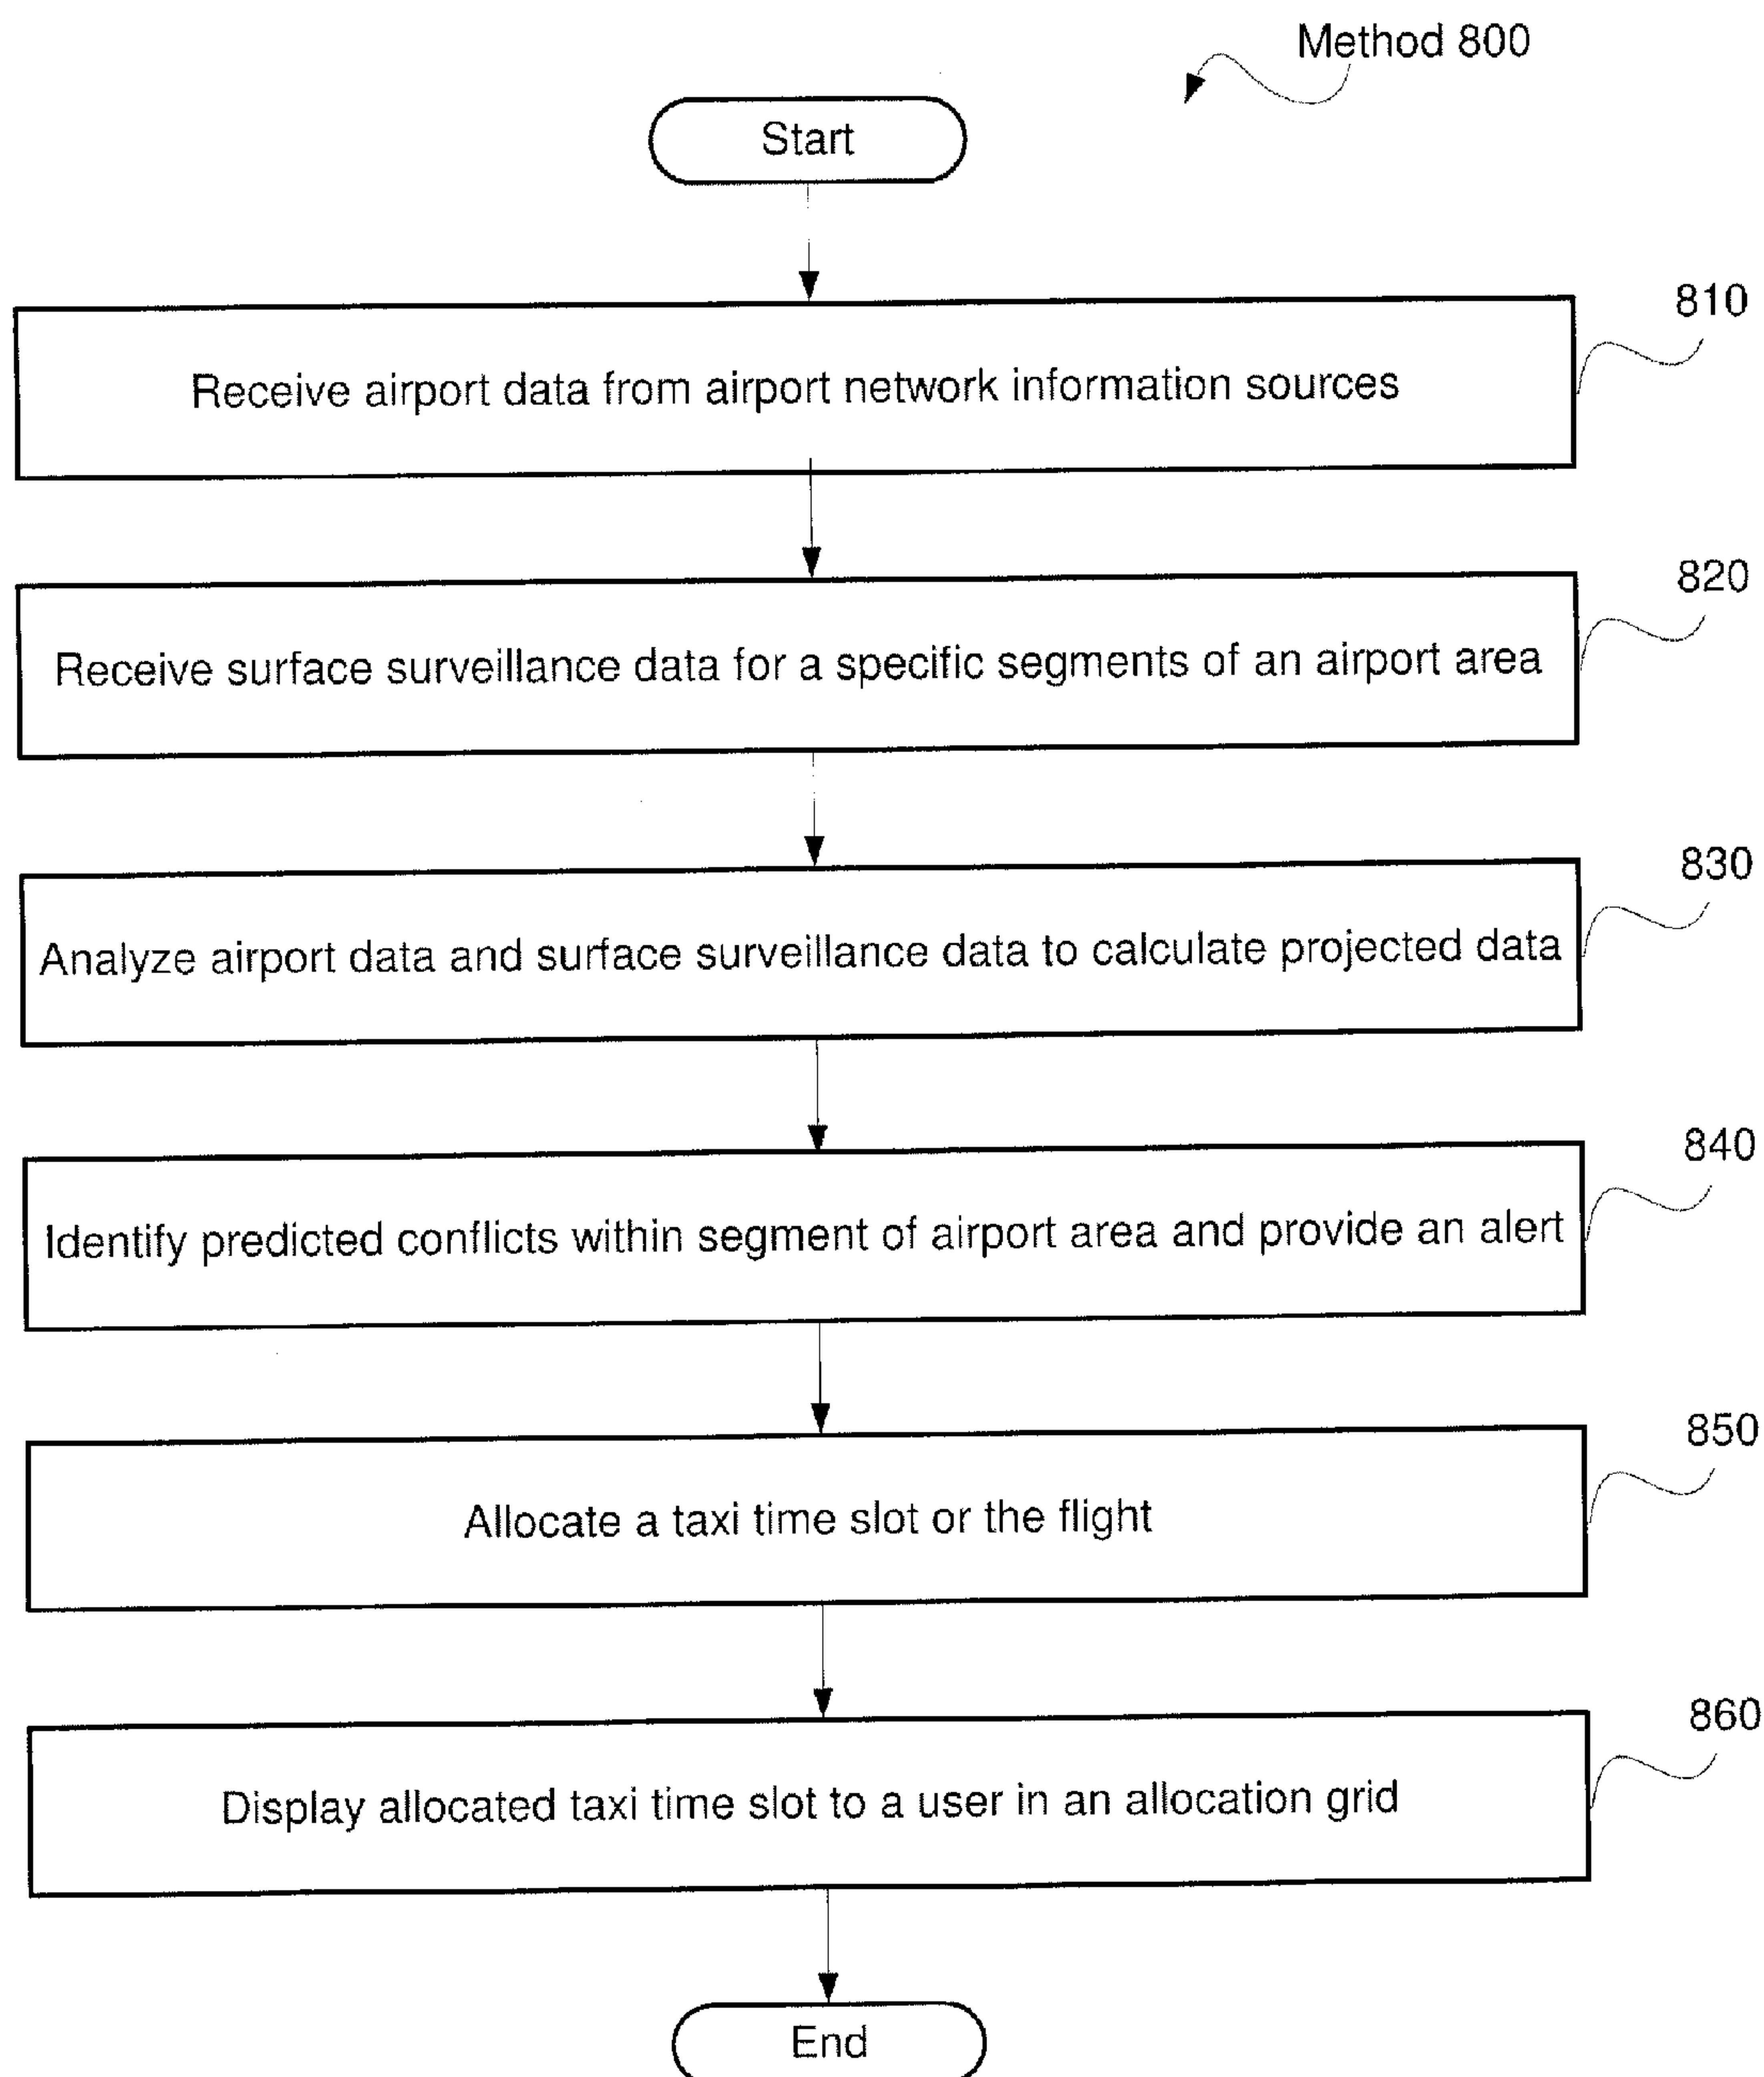 Method 800
Start
810
Receive airport data from airport network information sources
820
Receive surface surveillance data for a specific segments of an airport area
830
Analyze airport data and surface surveillance data to calculate projected data
840
Identify predicted conflicts within segment of airport area and provide an alert
850
Allocate a taxi time slot or the flight
860
Display allocated taxi time slot to a user in an allocation grid
End